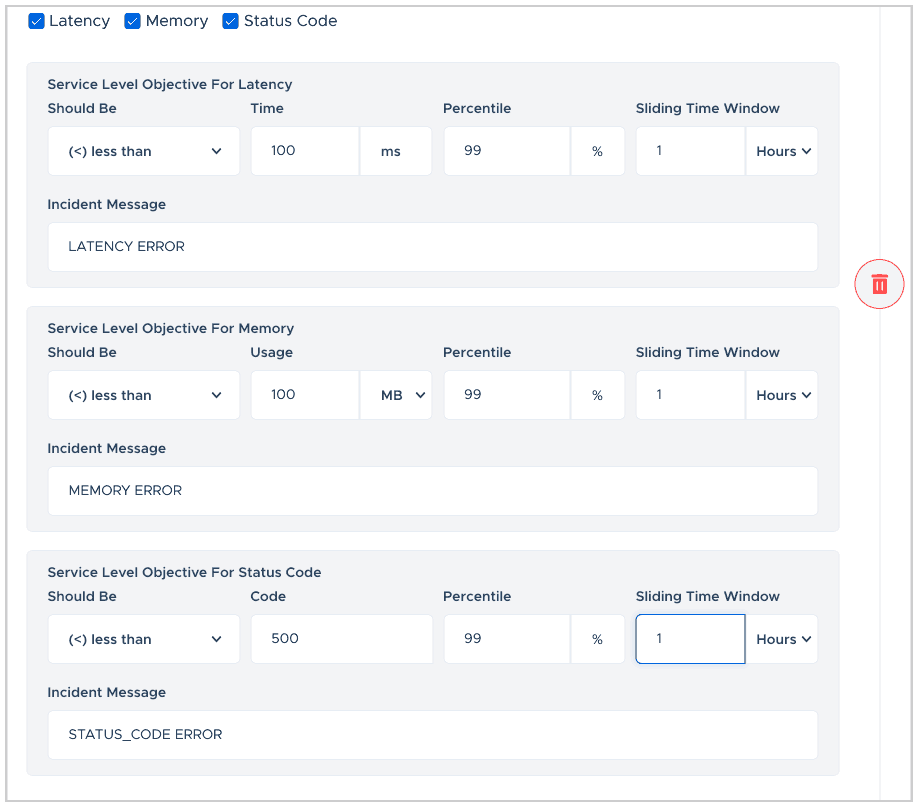 Latency Memory Status Code
Service Level Objective For Latency
Should Be Time Percentile Sliding Time Window
(<) less than 100 ms 99 % 1 Hours
Incident Message
LATENCY ERROR
Service Level Objective For Memory
Should Be Usage Percentile Sliding Time Window
(<) less than 100 MB 99 % 1 Hours
Incident Message
MEMORY ERROR
Service Level Objective For Status Code
Should Be Code Percentile Sliding Time Window
(<) less than 500 99 % 1 Hours
Incident Message
STATUS_CODE ERROR